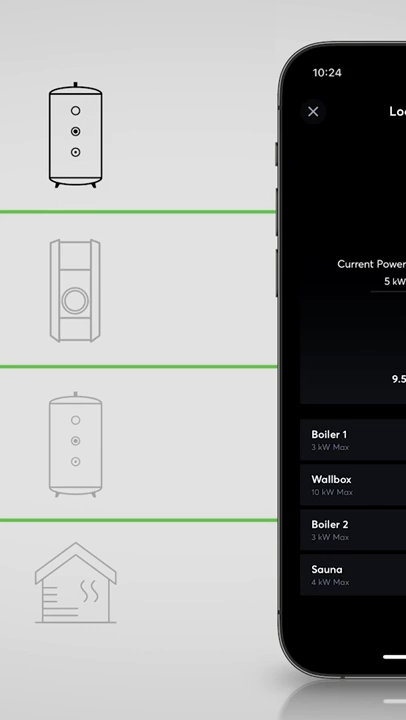 10:24
Current Power
5 kW
9.5
Boiler 1
3 kW Max
Wallbox
10 kW Max
Boiler 2
3 kW Max
Sauna
4 kW Max